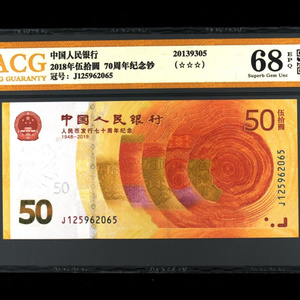 ACG
G GUARANTY
中国人民银行
2018年伍拾圆 70周年纪念钞
冠号: J125962065
20139305
(☆☆☆)
68
EPQ
Superb Gem Unc
中国人民银行
人民币发行七十周年纪念
1948-2018
50
伍拾圆
50
J125962065